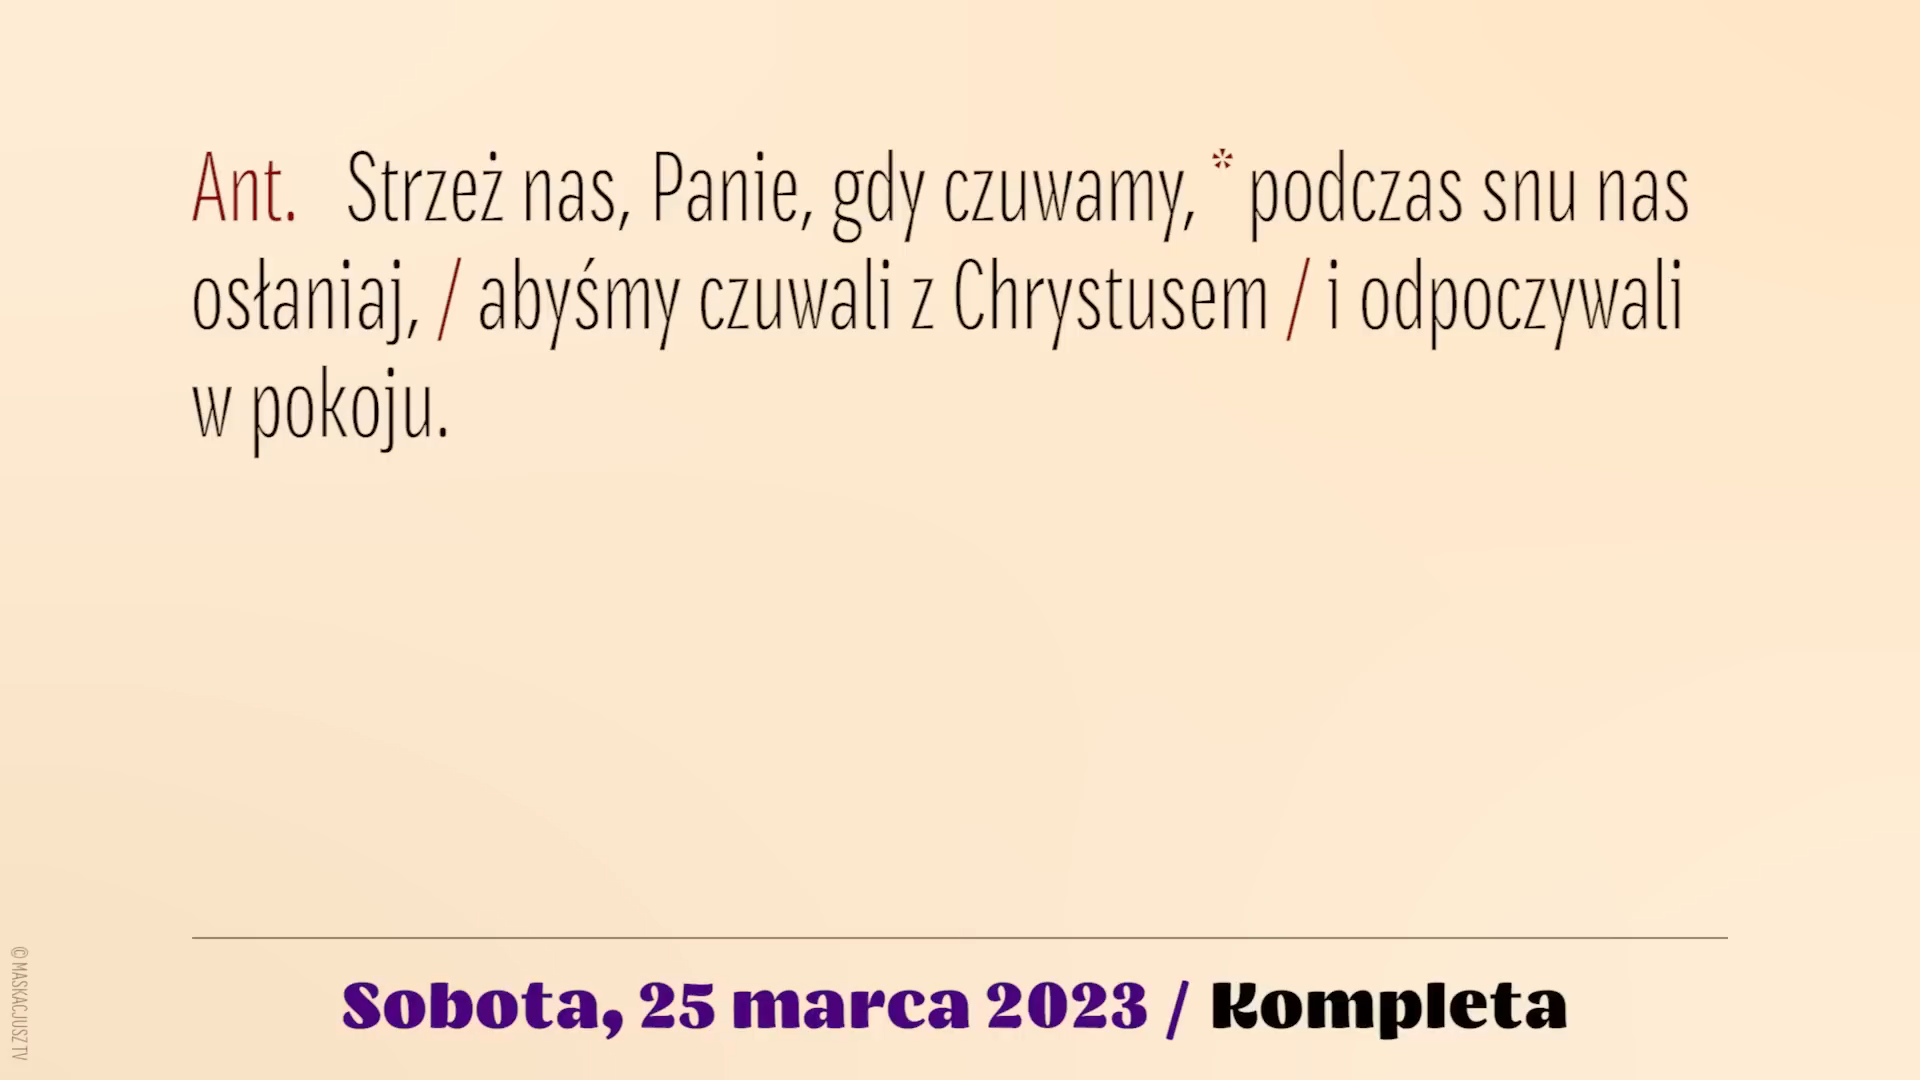 Ant. Strzeż nas, Panie, gdy czuwamy, * podczas snu nas
osłaniaj, / abyśmy czuwali z Chrystusem / i odpoczywali
w pokoju.
Sobota, 25 marca 2023 / Kompleta
© MASKACJUSZ TV